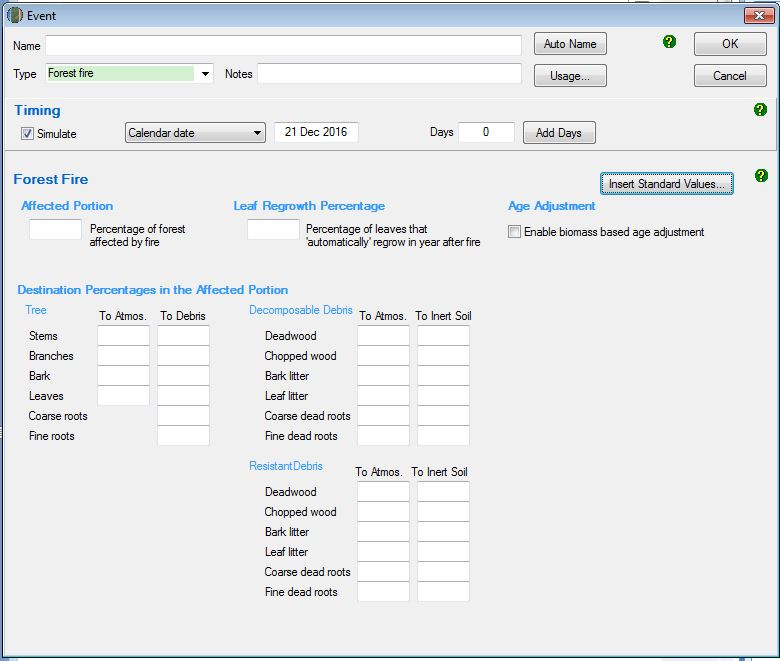 Event
Name Auto Name ? OK
Type Forest fire Notes Usage... Cancel
Timing ?
Simulate Calendar date 21 Dec 2016 Days 0 Add Days
Forest Fire Insert Standard Values... ?
Affected Portion Leaf Regrowth Percentage Age Adjustment
Percentage of forest
affected by fire
Percentage of leaves that
'automatically' regrow in year after fire
Enable biomass based age adjustment
Destination Percentages in the Affected Portion
Tree To Atmos. To Debris
Stems
Branches
Bark
Leaves
Coarse roots
Fine roots
Decomposable Debris To Atmos. To Inert Soil
Deadwood
Chopped wood
Bark litter
Leaf litter
Coarse dead roots
Fine dead roots
ResistantDebris To Atmos. To Inert Soil
Deadwood
Chopped wood
Bark litter
Leaf litter
Coarse dead roots
Fine dead roots